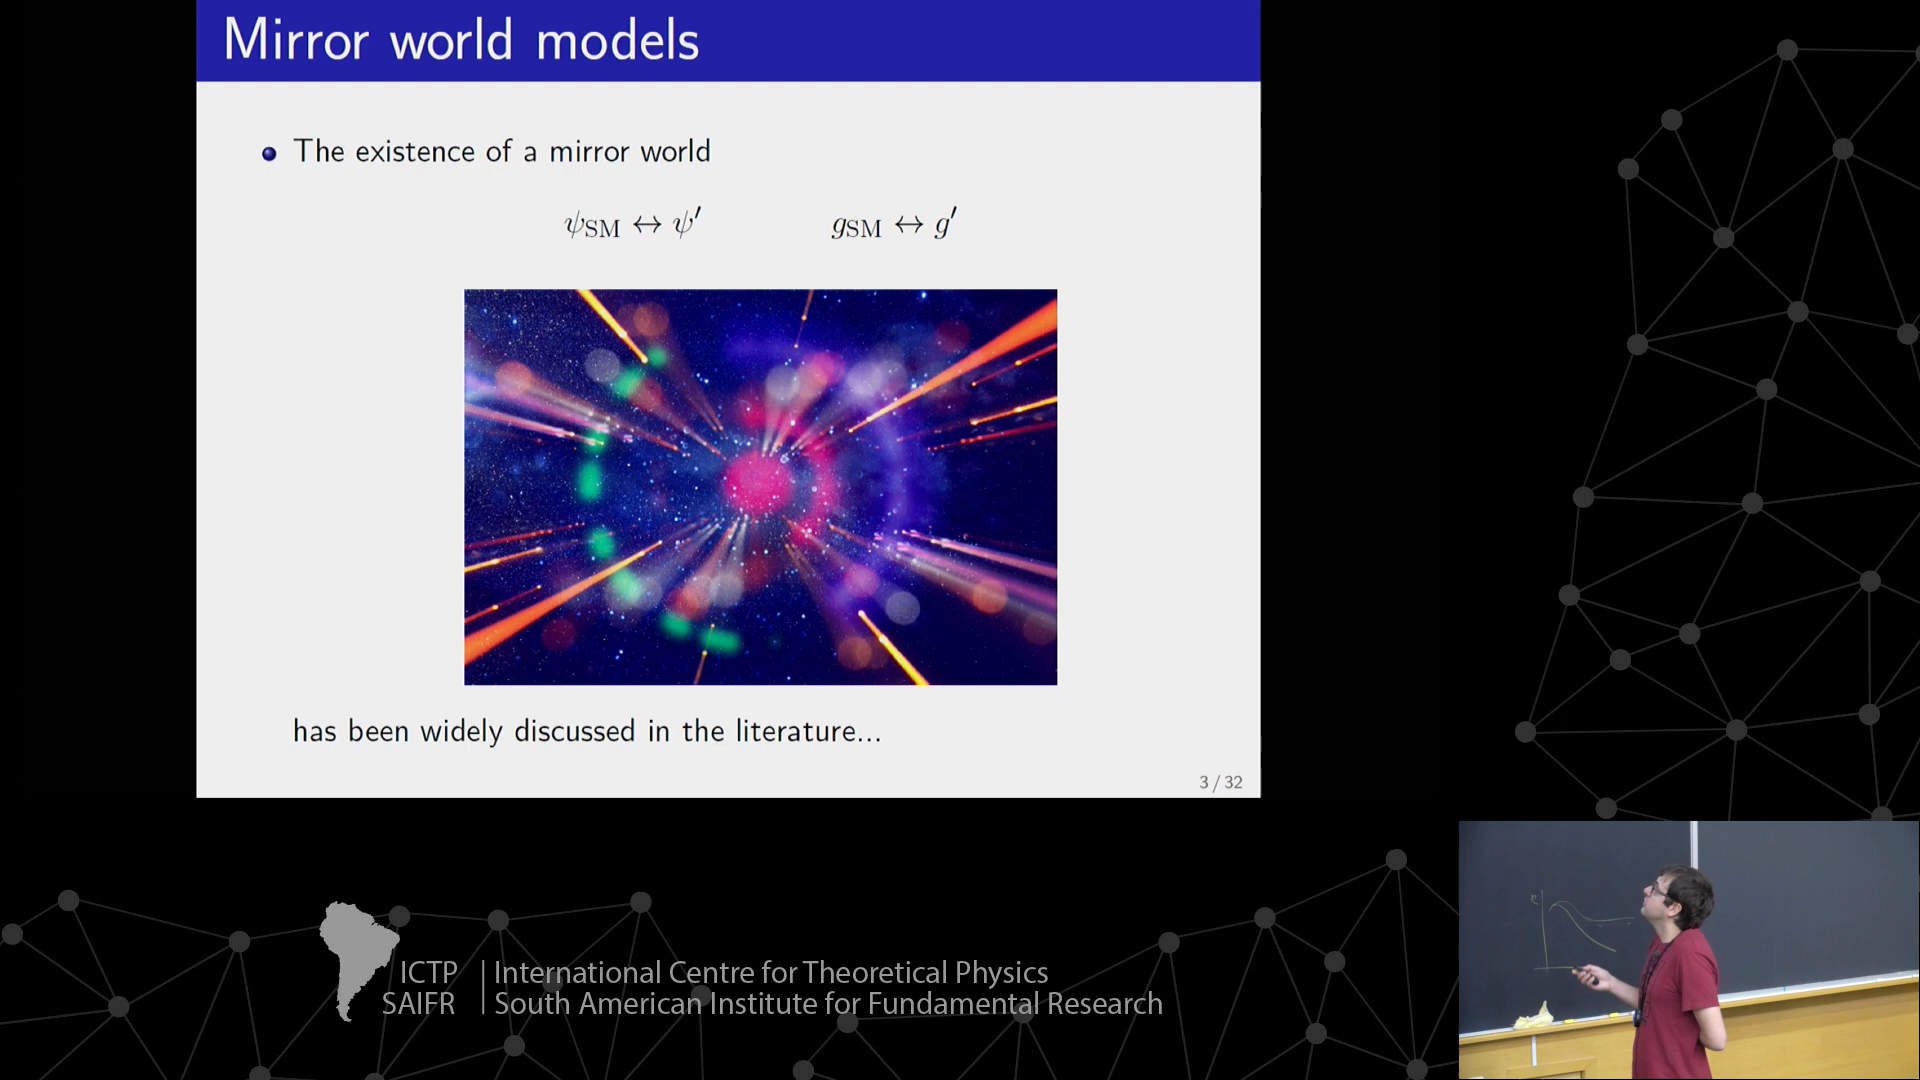 Mirror world models
The existence of a mirror world
ψSM ↔ ψ′ gSM ↔ g′
has been widely discussed in the literature...
3 / 32
ICTP | International Centre for Theoretical Physics
SAIFR | South American Institute for Fundamental Research